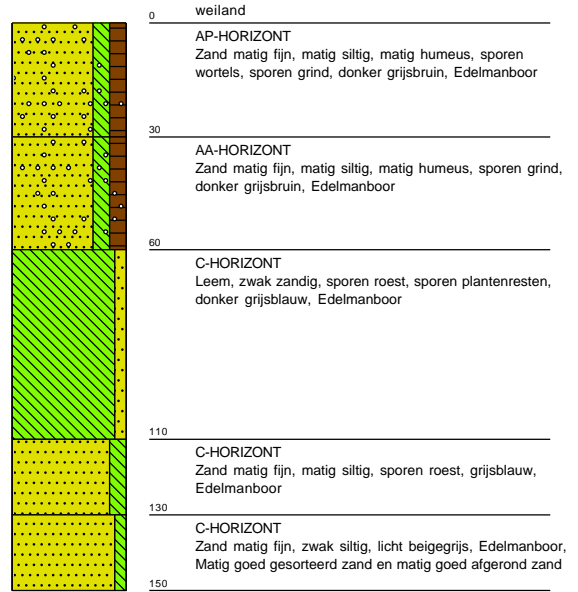 weiland
0
AP-HORIZONT
Zand matig fijn, matig siltig, matig humeus, sporen
wortels, sporen grind, donker grijsbruin, Edelmanboor
30
AA-HORIZONT
Zand matig fijn, matig siltig, matig humeus, sporen grind,
donker grijsbruin, Edelmanboor
60
C-HORIZONT
Leem, zwak zandig, sporen roest, sporen plantenresten,
donker grijsblauw, Edelmanboor
110
C-HORIZONT
Zand matig fijn, matig siltig, sporen roest, grijsblauw,
Edelmanboor
130
C-HORIZONT
Zand matig fijn, zwak siltig, licht beigegrijs, Edelmanboor,
Matig goed gesorteerd zand en matig goed afgerond zand
150